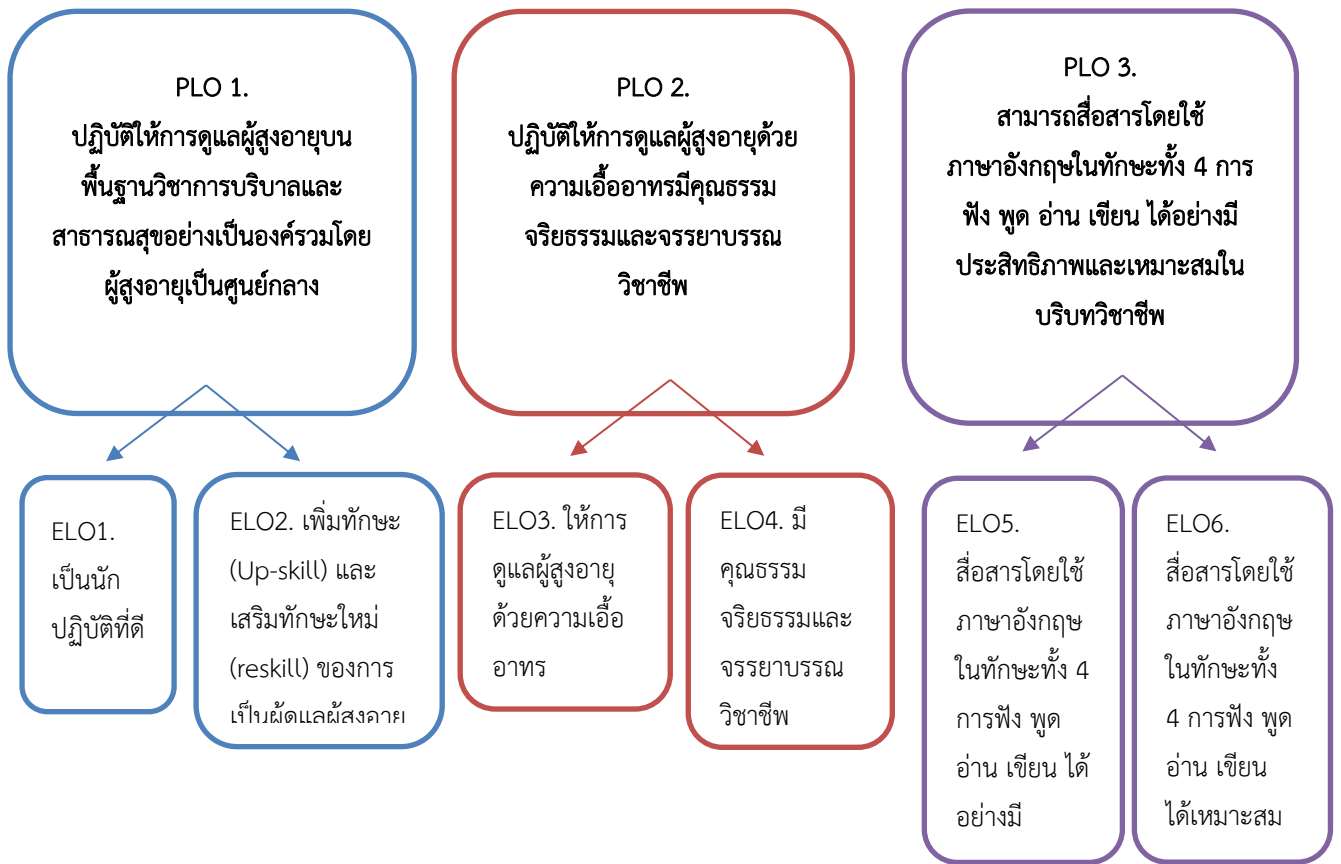 PLO 1.
ปฏิบัติให้การดูแลผู้สูงอายุบน
พื้นฐานวิชาการบริบาลและ
สาธารณสุขอย่างเป็นองค์รวมโดย
ผู้สูงอายุเป็นศูนย์กลาง
PLO 2.
ปฏิบัติให้การดูแลผู้สูงอายุด้วย
ความเอื้ออาทรมีคุณธรรม
จริยธรรมและจรรยาบรรณ
วิชาชีพ
PLO 3.
สามารถสื่อสารโดยใช้
ภาษาอังกฤษในทักษะทั้ง 4 การ
ฟัง พูด อ่าน เขียน ได้อย่างมี
ประสิทธิภาพและเหมาะสมใน
บริบทวิชาชีพ
ELO1.
เป็นนัก
ปฏิบัติที่ดี
ELO2. เพิ่มทักษะ
(Up-skill) และ
เสริมทักษะใหม่
(reskill) ของการ
เป็นผู้ดูแลผู้สูงอายุ
ELO3. ให้การ
ดูแลผู้สูงอายุ
ด้วยความเอื้อ
อาทร
ELO4. มี
คุณธรรม
จริยธรรมและ
จรรยาบรรณ
วิชาชีพ
ELO5.
สื่อสารโดยใช้
ภาษาอังกฤษ
ในทักษะทั้ง 4
การฟัง พูด
อ่าน เขียน ได้
อย่างมี
ELO6.
สื่อสารโดยใช้
ภาษาอังกฤษ
ในทักษะทั้ง
4 การฟัง พูด
อ่าน เขียน
ได้เหมาะสม